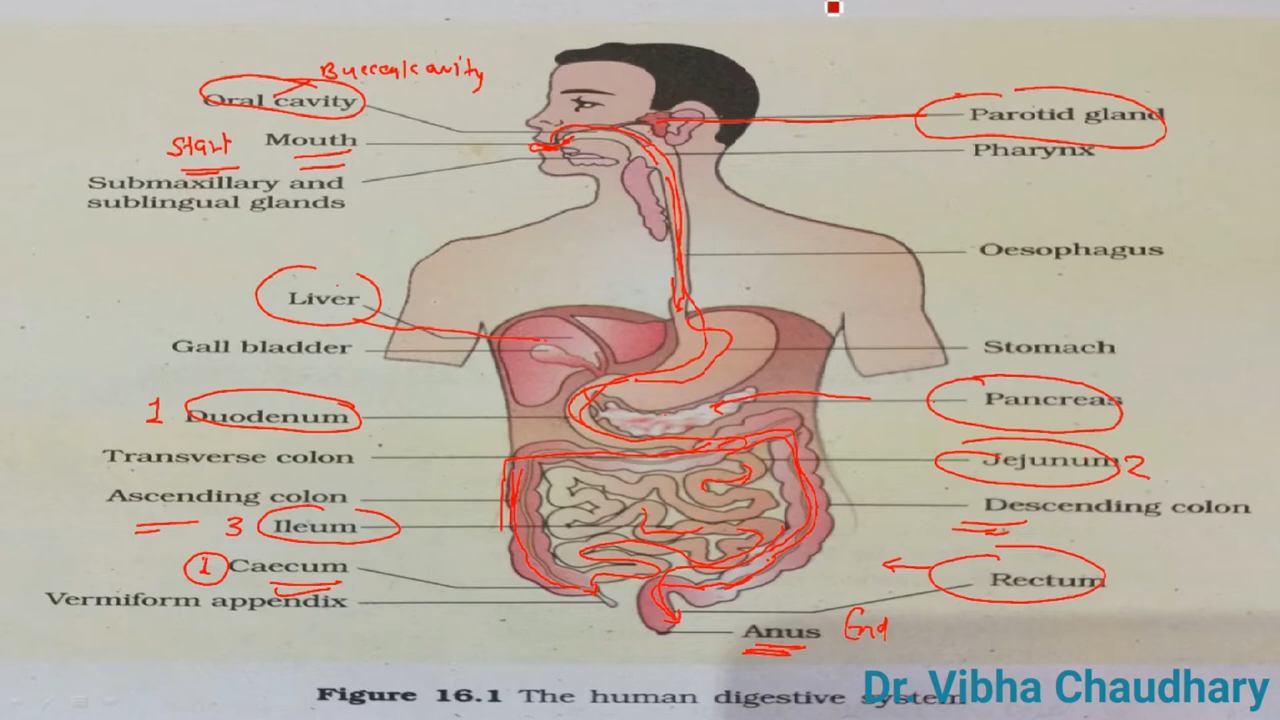 Buccal cavity
Oral cavity
Start Mouth
Submaxillary and
sublingual glands
Liver
Gall bladder
1 Duodenum
Transverse colon
Ascending colon
3 Ileum
1 Caecum
Vermiform appendix
Parotid gland
Pharynx
Oesophagus
Stomach
Pancreas
Jejunum 2
Descending colon
Rectum
Anus End
Figure 16.1 The human digestive system
Dr. Vibha Chaudhary